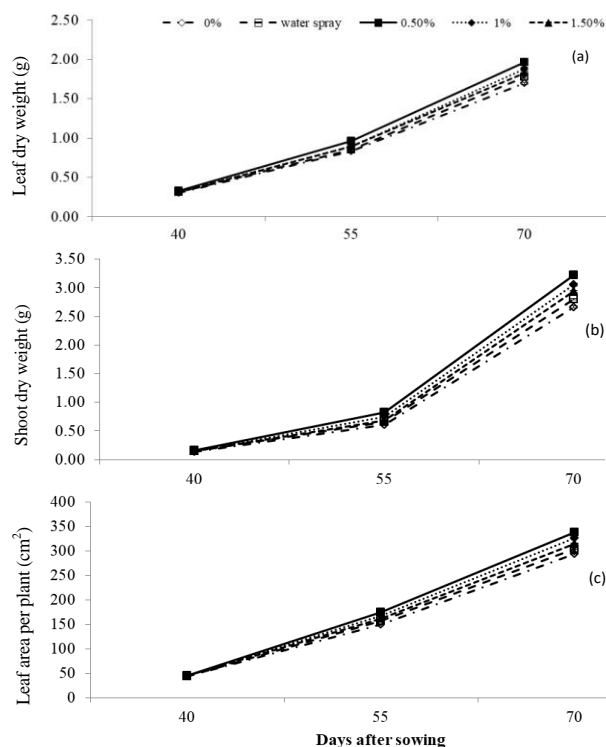 0% water spray 0.50% 1% 1.50%
2.50
2.00
1.50
1.00
0.50
0.00
Leaf dry weight (g)
(a)
40 55 70
3.50
3.00
2.50
2.00
1.50
1.00
0.50
0.00
Shoot dry weight (g)
(b)
40 55 70
400
350
300
250
200
150
100
50
0
Leaf area per plant (cm²)
(c)
40 55 70
Days after sowing